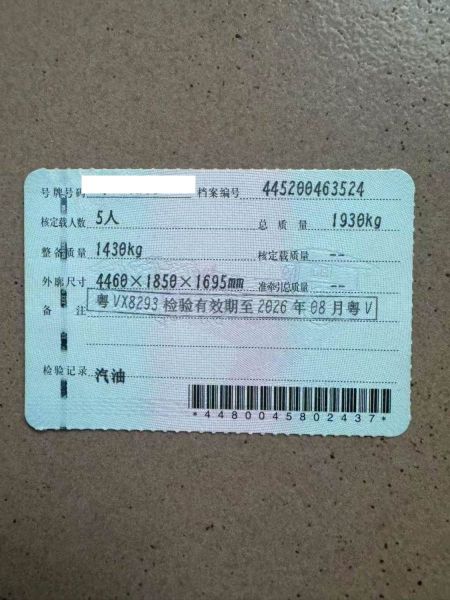 号牌号码 档案编号 445200463524
核定载人数 5人 总质量 1930kg
整备质量 1430kg 核定载质量 --
外廓尺寸 4460×1850×1695mm 准牵引总质量 --
备注 粤VX8293检验有效期至2026年08月粤V
检验记录 汽油
*4480045802437*